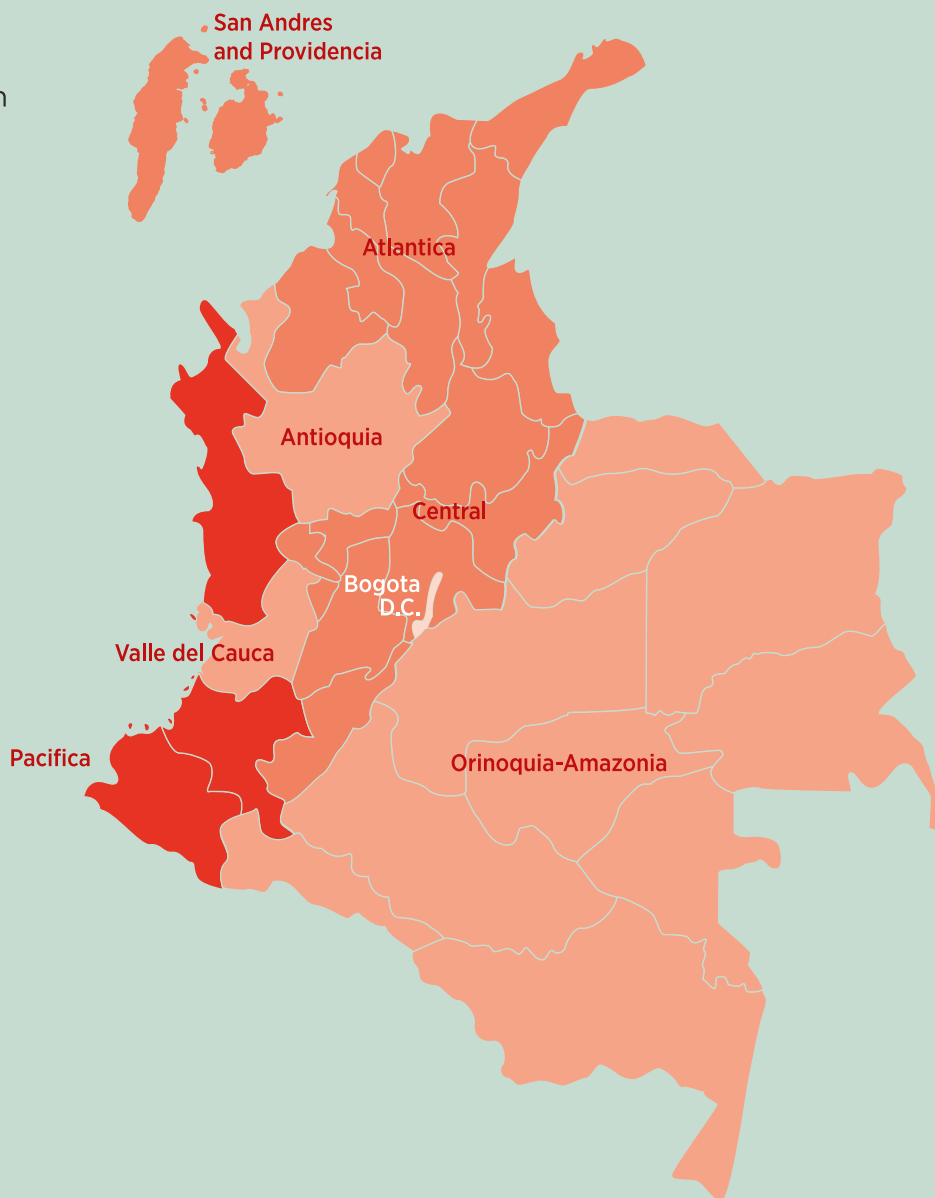 San Andres
and Providencia
n
Atlantica
Antioquia
Central
Bogota
D.C.
Valle del Cauca
Pacifica
Orinoquia-Amazonia